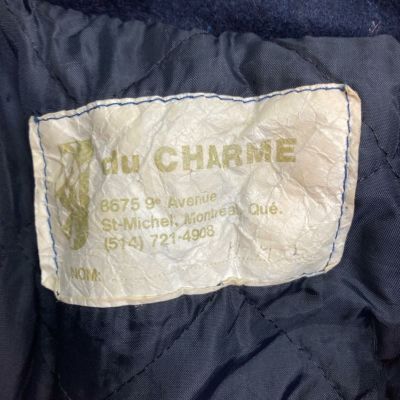 du CHARME
8675 9e Avenue
St-Michel, Montréal, Qué.
(514) 721-4908
NOM: